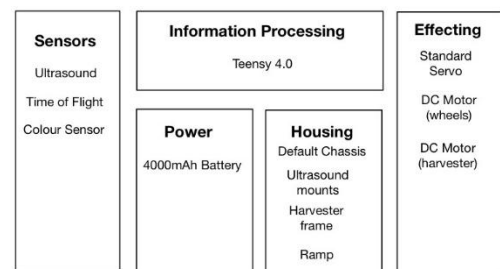 Sensors
Ultrasound
Time of Flight
Colour Sensor
Information Processing
Teensy 4.0
Power
4000mAh Battery
Housing
Default Chassis
Ultrasound
mounts
Harvester
frame
Ramp
Effecting
Standard
Servo
DC Motor
(wheels)
DC Motor
(harvester)